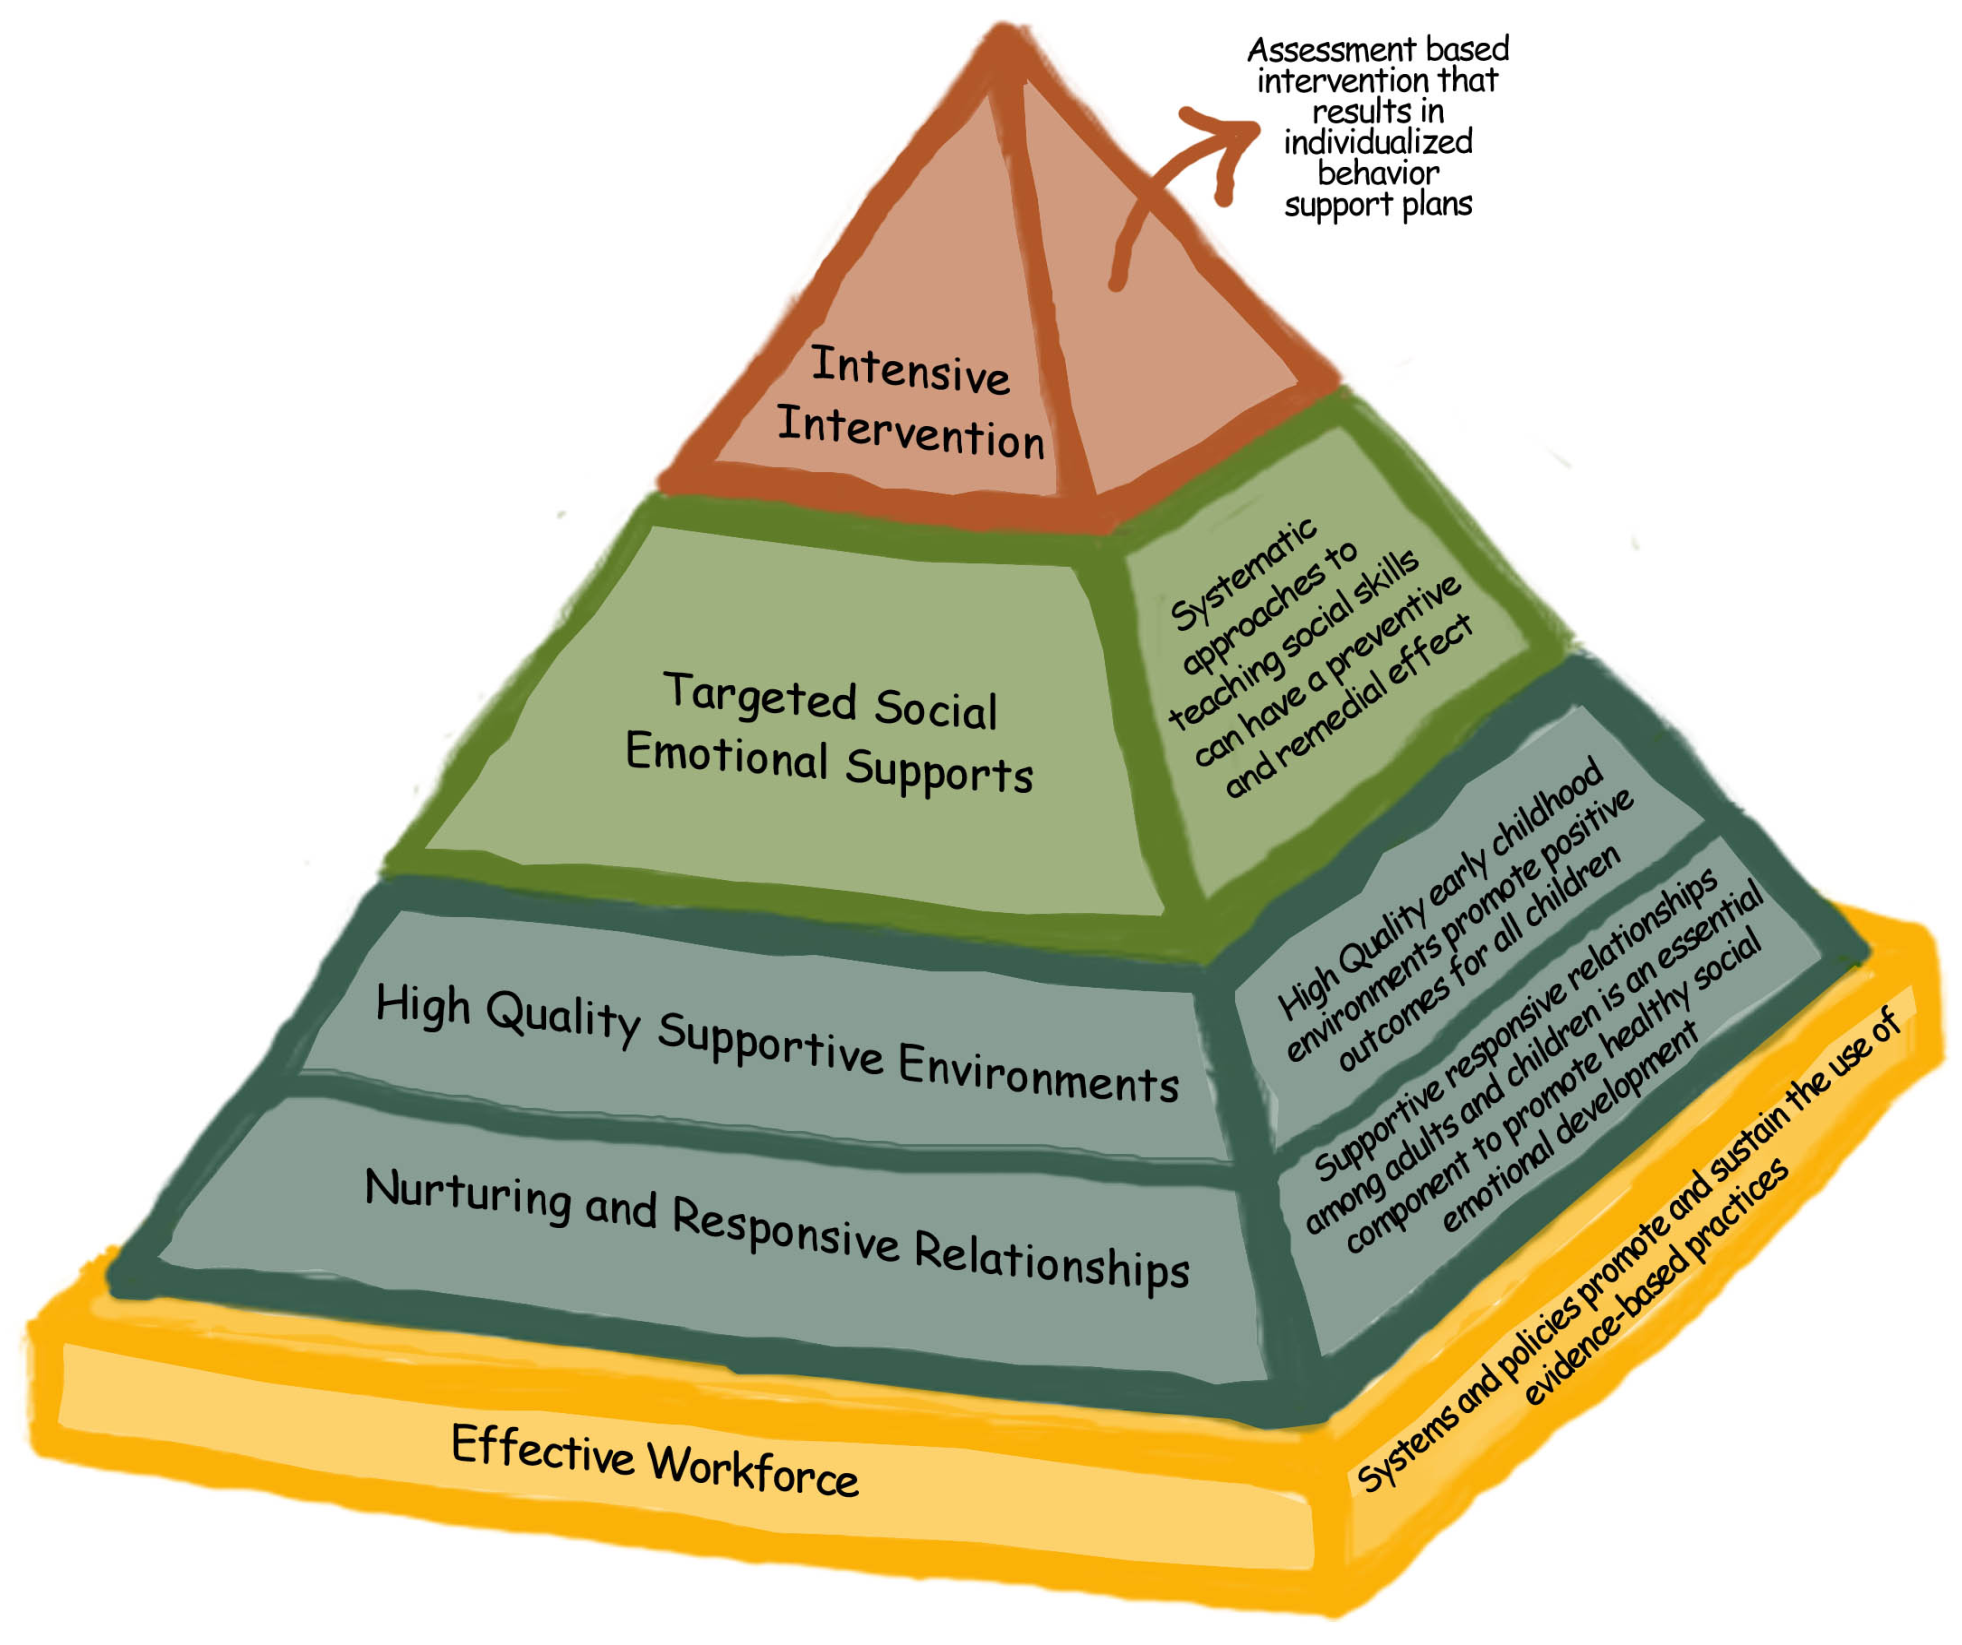 Assessment based
intervention that
results in
individualized
behavior
support plans
Intensive
Intervention
Systematic
approaches to
teaching social skills
can have a preventive
and remedial effect
Targeted Social
Emotional Supports
High Quality early childhood
environments promote positive
outcomes for all children
High Quality Supportive Environments
Supportive responsive relationships
among adults and children is an essential
component to promote healthy social
emotional development
Nurturing and Responsive Relationships
Systems and policies promote and sustain the use of
evidence-based practices
Effective Workforce